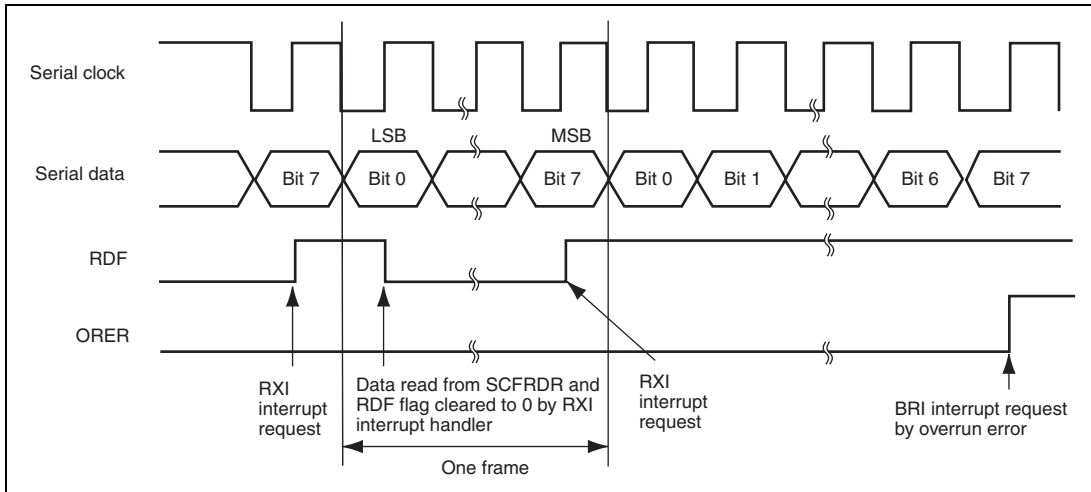 Serial clock
LSB
MSB
Serial data
Bit 7
Bit 0
Bit 7
Bit 0
Bit 1
Bit 6
Bit 7
RDF
ORER
RXI
interrupt
request
Data read from SCFRDR and
RDF flag cleared to 0 by RXI
interrupt handler
RXI
interrupt
request
BRI interrupt request
by overrun error
One frame